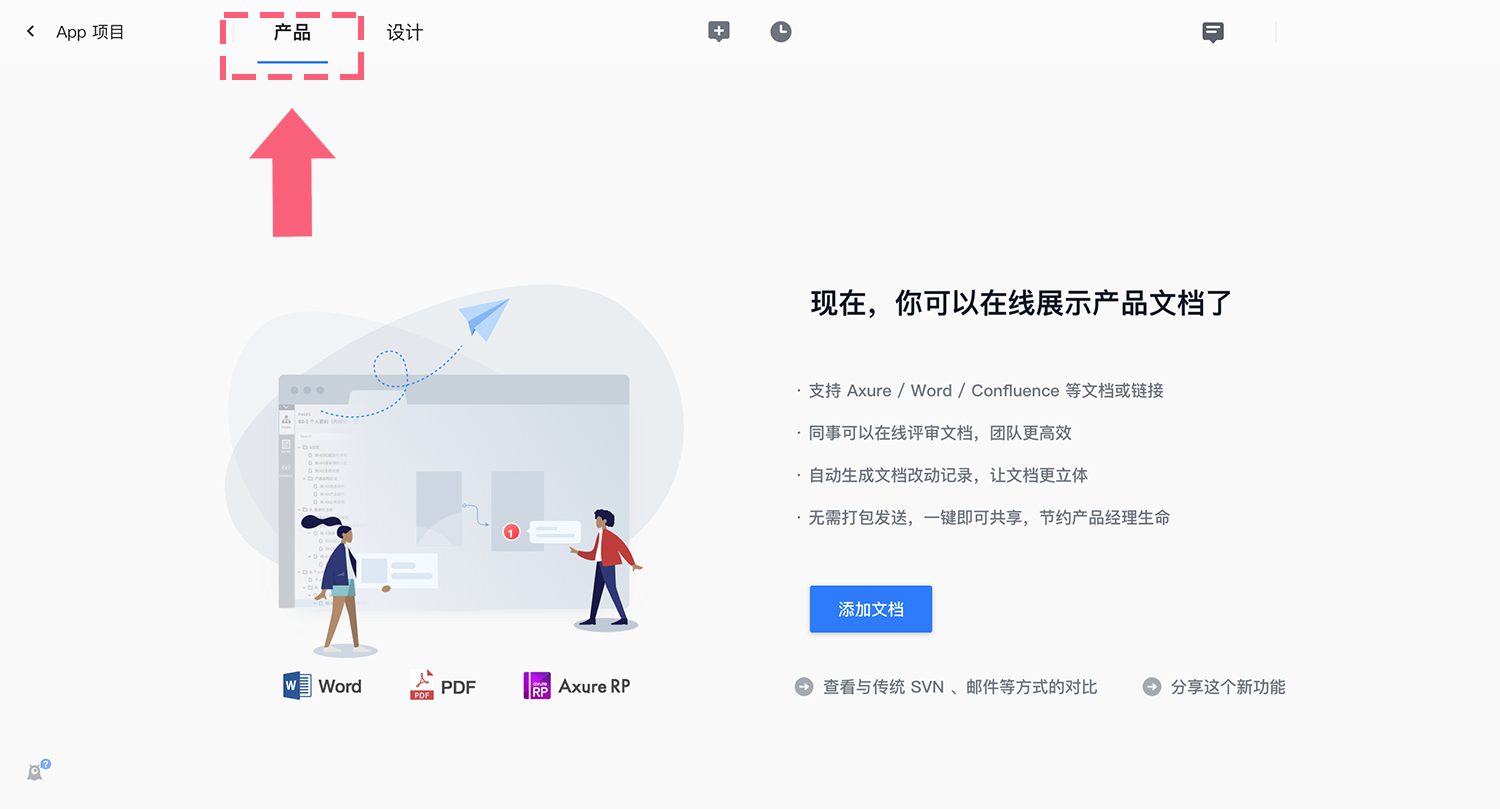 App 项目
产品
设计
现在，你可以在线展示产品文档了
· 支持 Axure / Word / Confluence 等文档或链接
· 同事可以在线评审文档，团队更高效
· 自动生成文档改动记录，让文档更立体
· 无需打包发送，一键即可共享，节约产品经理生命
添加文档
查看与传统 SVN 、邮件等方式的对比
分享这个新功能
1
W
Word
PDF
PDF
AXURE
RP
Axure RP
?